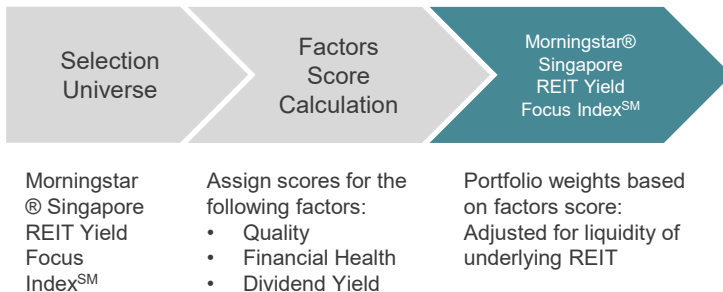 Selection
Universe
Factors
Score
Calculation
Morningstar®
Singapore
REIT Yield
Focus Index℠
Morningstar
® Singapore
REIT Yield
Focus
Index℠
Assign scores for the
following factors:
• Quality
• Financial Health
• Dividend Yield
Portfolio weights based
on factors score:
Adjusted for liquidity of
underlying REIT